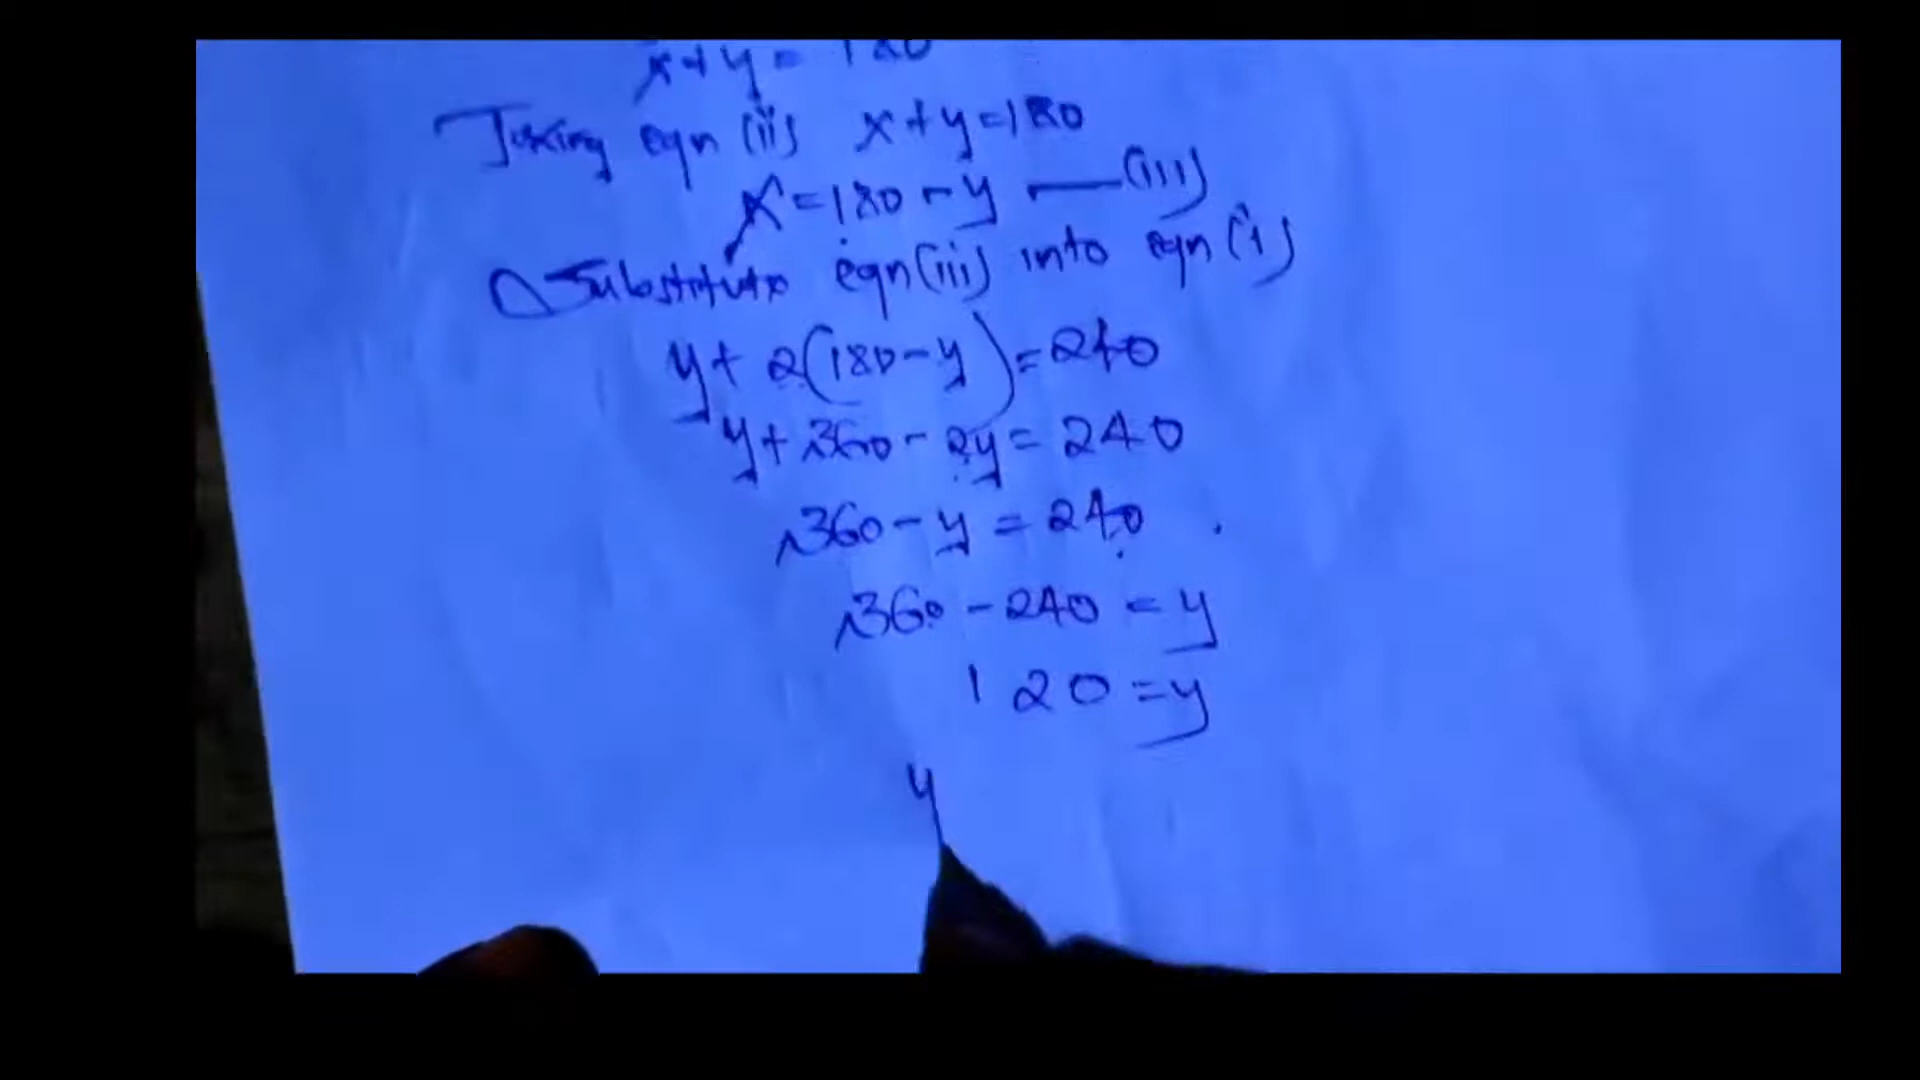 x+y = 180
Taking eqn (ii) x+y=180
x=180-y —(iii)
Substitute eqn(iii) into eqn (i)
y+ 2(180-y)=240
y+360-2y=240
360-y=240
360-240=y
120=y
y